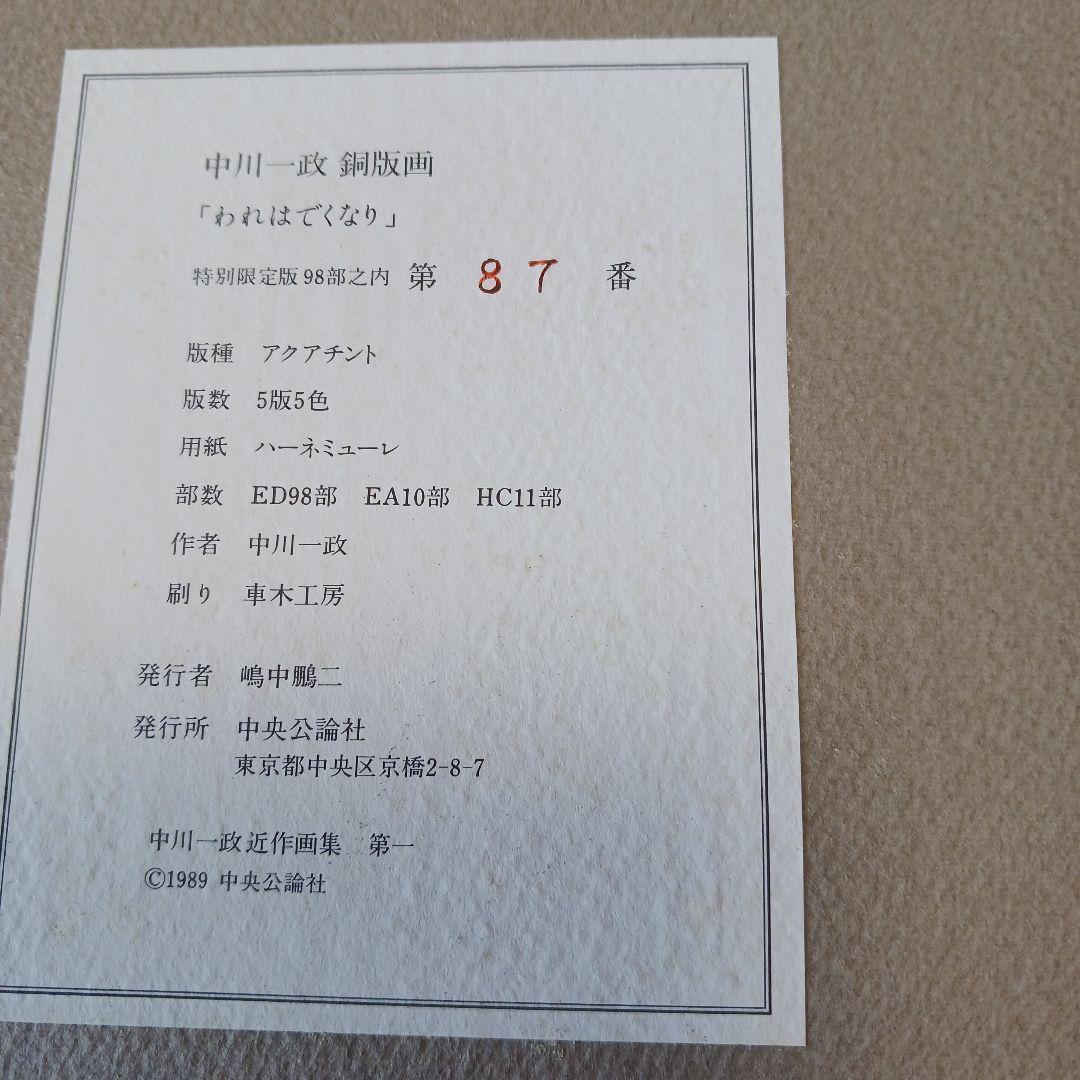 中川一政 銅版画
「われはでくなり」
特別限定版98部之内 第 87 番
版種 アクアチント
版数 5版5色
用紙 ハーネミューレ
部数 ED98部 EA10部 HC11部
作者 中川一政
刷り 車木工房
発行者 嶋中鵬二
発行所 中央公論社
東京都中央区京橋2-8-7
中川一政近作画集 第一
©1989 中央公論社